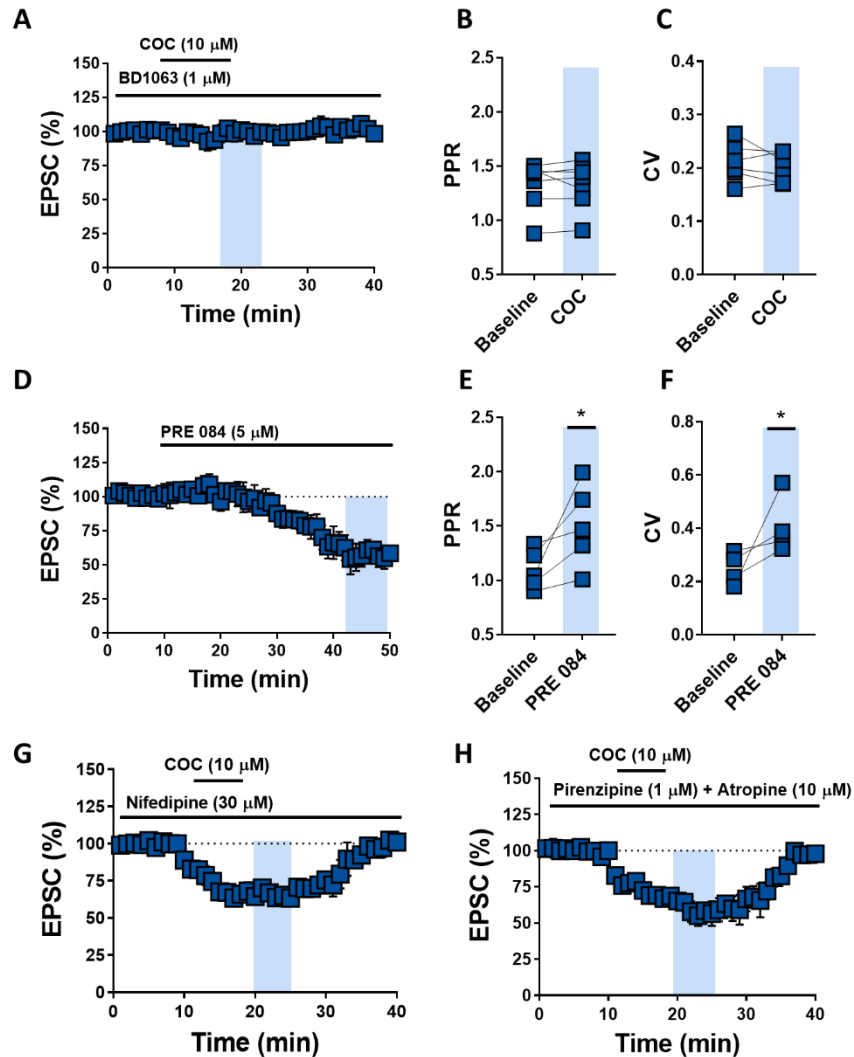 A
COC (10 µM)
BD1063 (1 µM)
150
125
100
75
50
25
0
EPSC (%)
0 10 20 30 40
Time (min)
B
2.5
2.0
1.5
1.0
0.5
PPR
Baseline
COC
C
0.4
0.3
0.2
0.1
0.0
CV
Baseline
COC
D
PRE 084 (5 µM)
150
125
100
75
50
25
0
EPSC (%)
0 10 20 30 40 50
Time (min)
E
*
2.5
2.0
1.5
1.0
0.5
PPR
Baseline
PRE 084
F
*
0.8
0.6
0.4
0.2
0.0
CV
Baseline
PRE 084
G
COC (10 µM)
Nifedipine (30 µM)
150
125
100
75
50
25
0
EPSC (%)
0 10 20 30 40
Time (min)
H
COC (10 µM)
Pirenzipine (1 µM) + Atropine (10 µM)
150
125
100
75
50
25
0
EPSC (%)
0 10 20 30 40
Time (min)